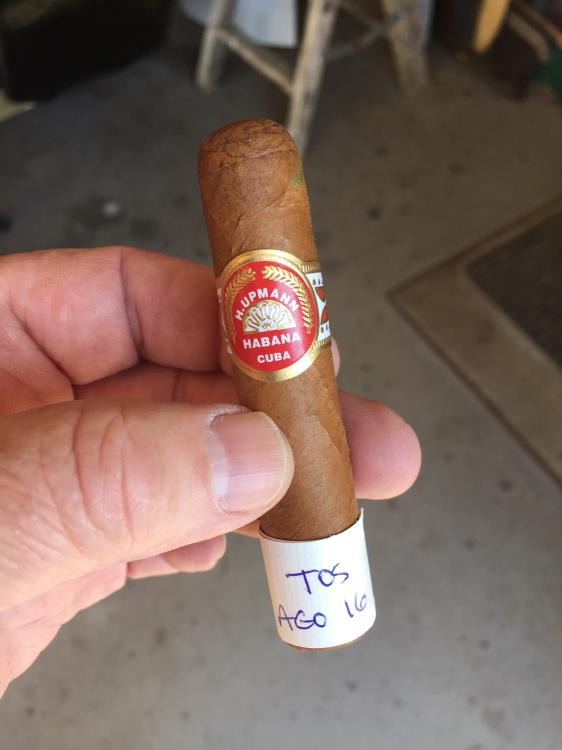 H. UPMANN
HABANA
CUBA
TOS
AGO 16